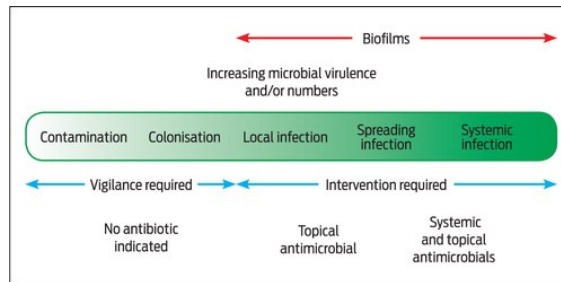 Biofilms
Increasing microbial virulence
and/or numbers
Contamination Colonisation Local infection Spreading infection Systemic infection
Vigilance required Intervention required
No antibiotic
indicated
Topical
antimicrobial
Systemic
and topical
antimicrobials